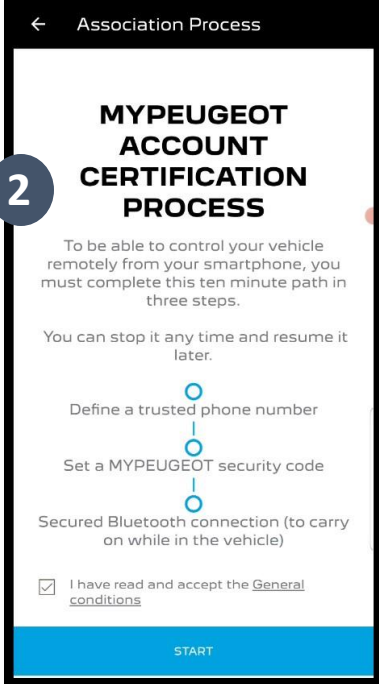 Association Process
MYPEUGEOT
ACCOUNT
CERTIFICATION
PROCESS
2
To be able to control your vehicle
remotely from your smartphone, you
must complete this ten minute path in
three steps.
You can stop it any time and resume it
later.
Define a trusted phone number
Set a MYPEUGEOT security code
Secured Bluetooth connection (to carry
on while in the vehicle)
I have read and accept the General
conditions
START